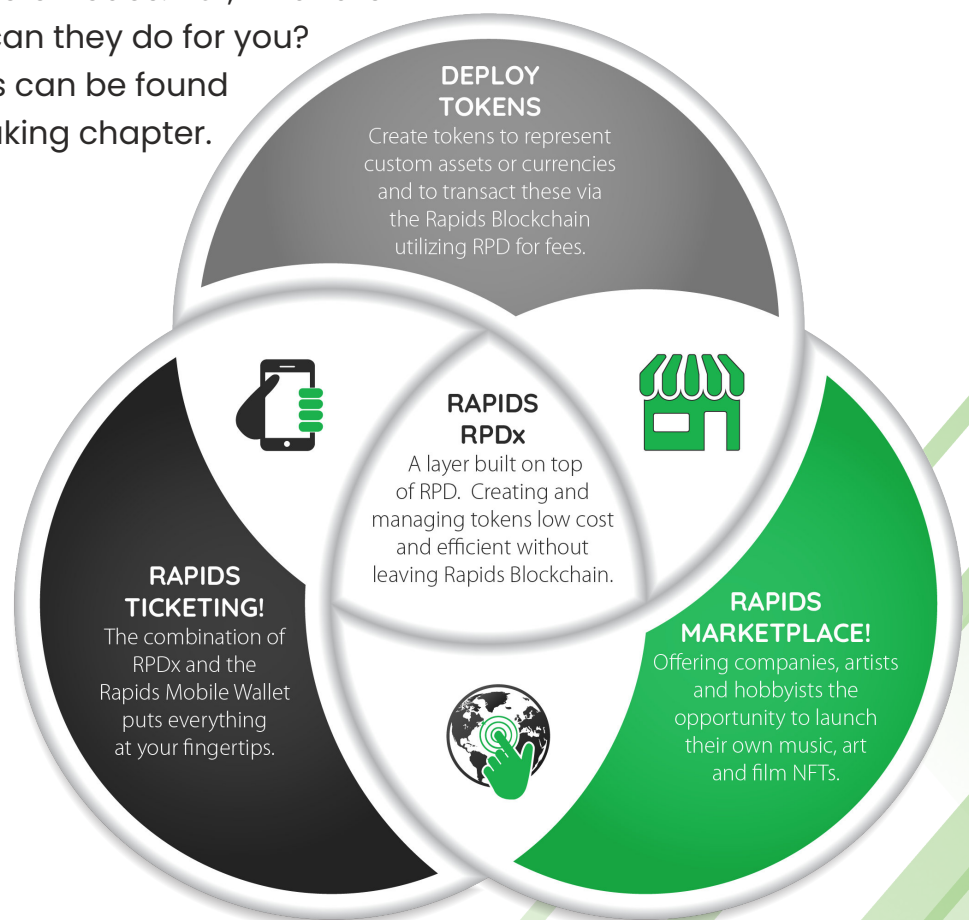 can they do for you?
s can be found
king chapter.
DEPLOY
TOKENS
Create tokens to represent
custom assets or currencies
and to transact these via
the Rapids Blockchain
utilizing RPD for fees.
RAPIDS
RPDx
A layer built on top
of RPD. Creating and
managing tokens low cost
and efficient without
leaving Rapids Blockchain.
RAPIDS
TICKETING!
The combination of
RPDx and the
Rapids Mobile Wallet
puts everything
at your fingertips.
RAPIDS
MARKETPLACE!
Offering companies, artists
and hobbyists the
opportunity to launch
their own music, art
and film NFTs.